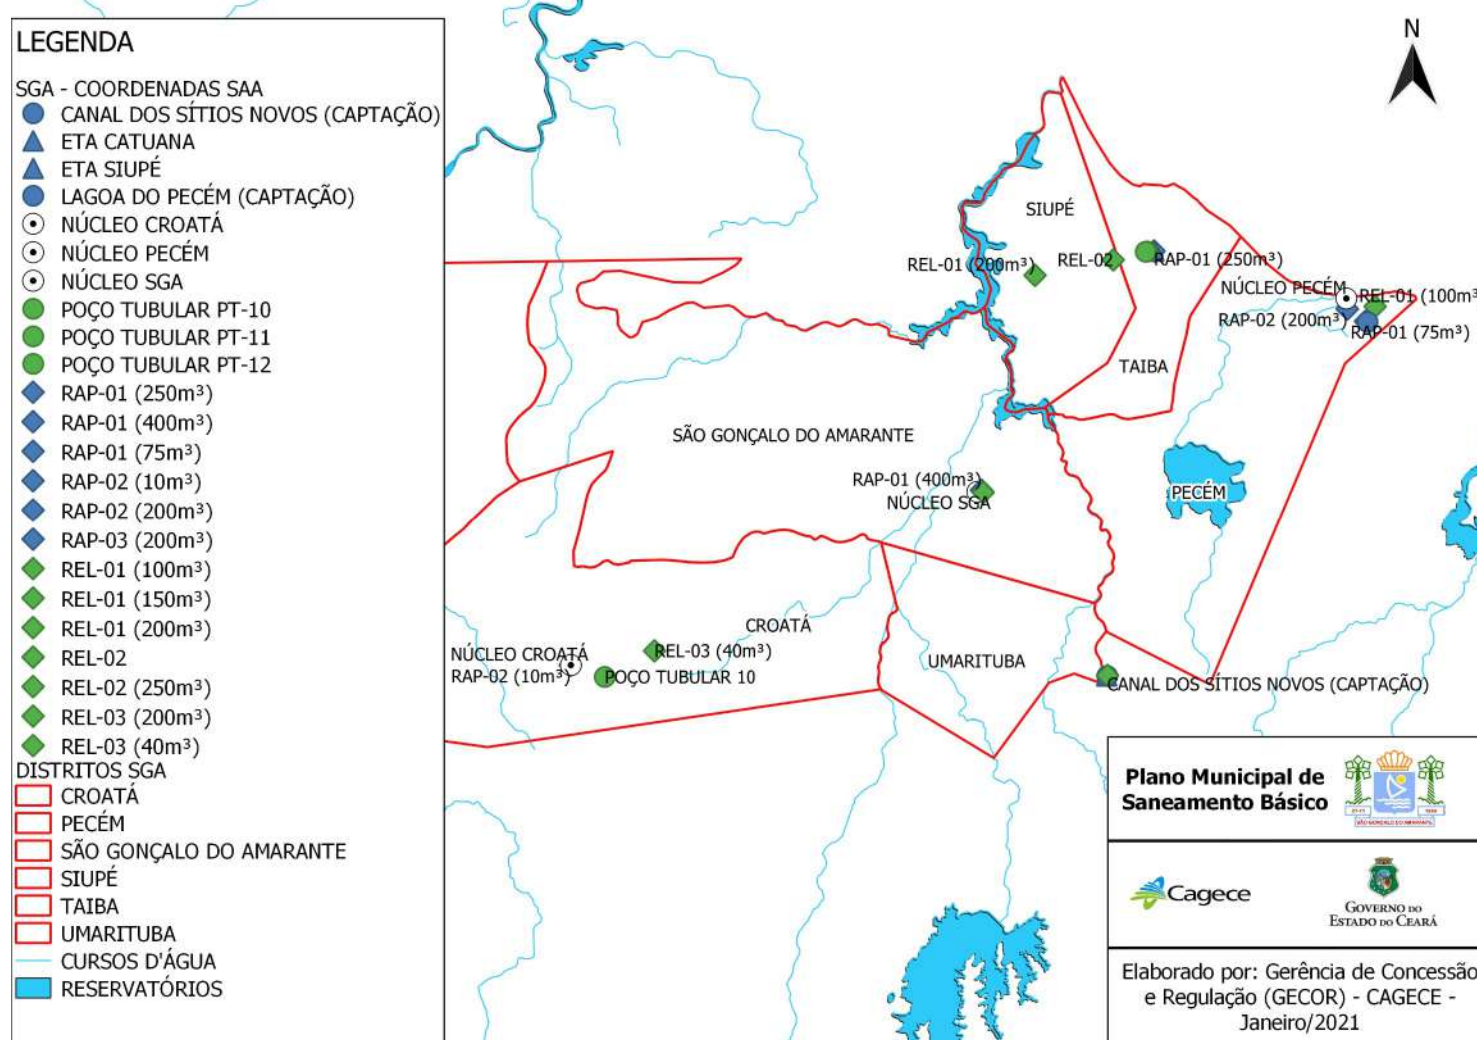 LEGENDA
SGA - COORDENADAS SAA
CANAL DOS SÍTIOS NOVOS (CAPTAÇÃO)
ETA CATUANA
ETA SIUPÉ
LAGOA DO PECÉM (CAPTAÇÃO)
NÚCLEO CROATÁ
NÚCLEO PECÉM
NÚCLEO SGA
POÇO TUBULAR PT-10
POÇO TUBULAR PT-11
POÇO TUBULAR PT-12
RAP-01 (250m³)
RAP-01 (400m³)
RAP-01 (75m³)
RAP-02 (10m³)
RAP-02 (200m³)
RAP-03 (200m³)
REL-01 (100m³)
REL-01 (150m³)
REL-01 (200m³)
REL-02
REL-02 (250m³)
REL-03 (200m³)
REL-03 (40m³)
DISTRITOS SGA
CROATÁ
PECÉM
SÃO GONÇALO DO AMARANTE
SIUPÉ
TAIBA
UMARITUBA
CURSOS D'ÁGUA
RESERVATÓRIOS
N
SIUPÉ
REL-01 (200m³)
REL-02
RAP-01 (250m³)
NÚCLEO PECÉM
REL-01 (100m³
RAP-02 (200m³)
RAP-01 (75m³)
TAIBA
SÃO GONÇALO DO AMARANTE
RAP-01 (400m³)
NÚCLEO SGA
PECÉM
CROATÁ
NÚCLEO CROATÁ
REL-03 (40m³)
RAP-02 (10m³)
POÇO TUBULAR 10
UMARITUBA
CANAL DOS SÍTIOS NOVOS (CAPTAÇÃO)
Plano Municipal de
Saneamento Básico
SÃO GONÇALO DO AMARANTE
Cagece
GOVERNO DO
ESTADO DO CEARÁ
Elaborado por: Gerência de Concessão
e Regulação (GECOR) - CAGECE -
Janeiro/2021